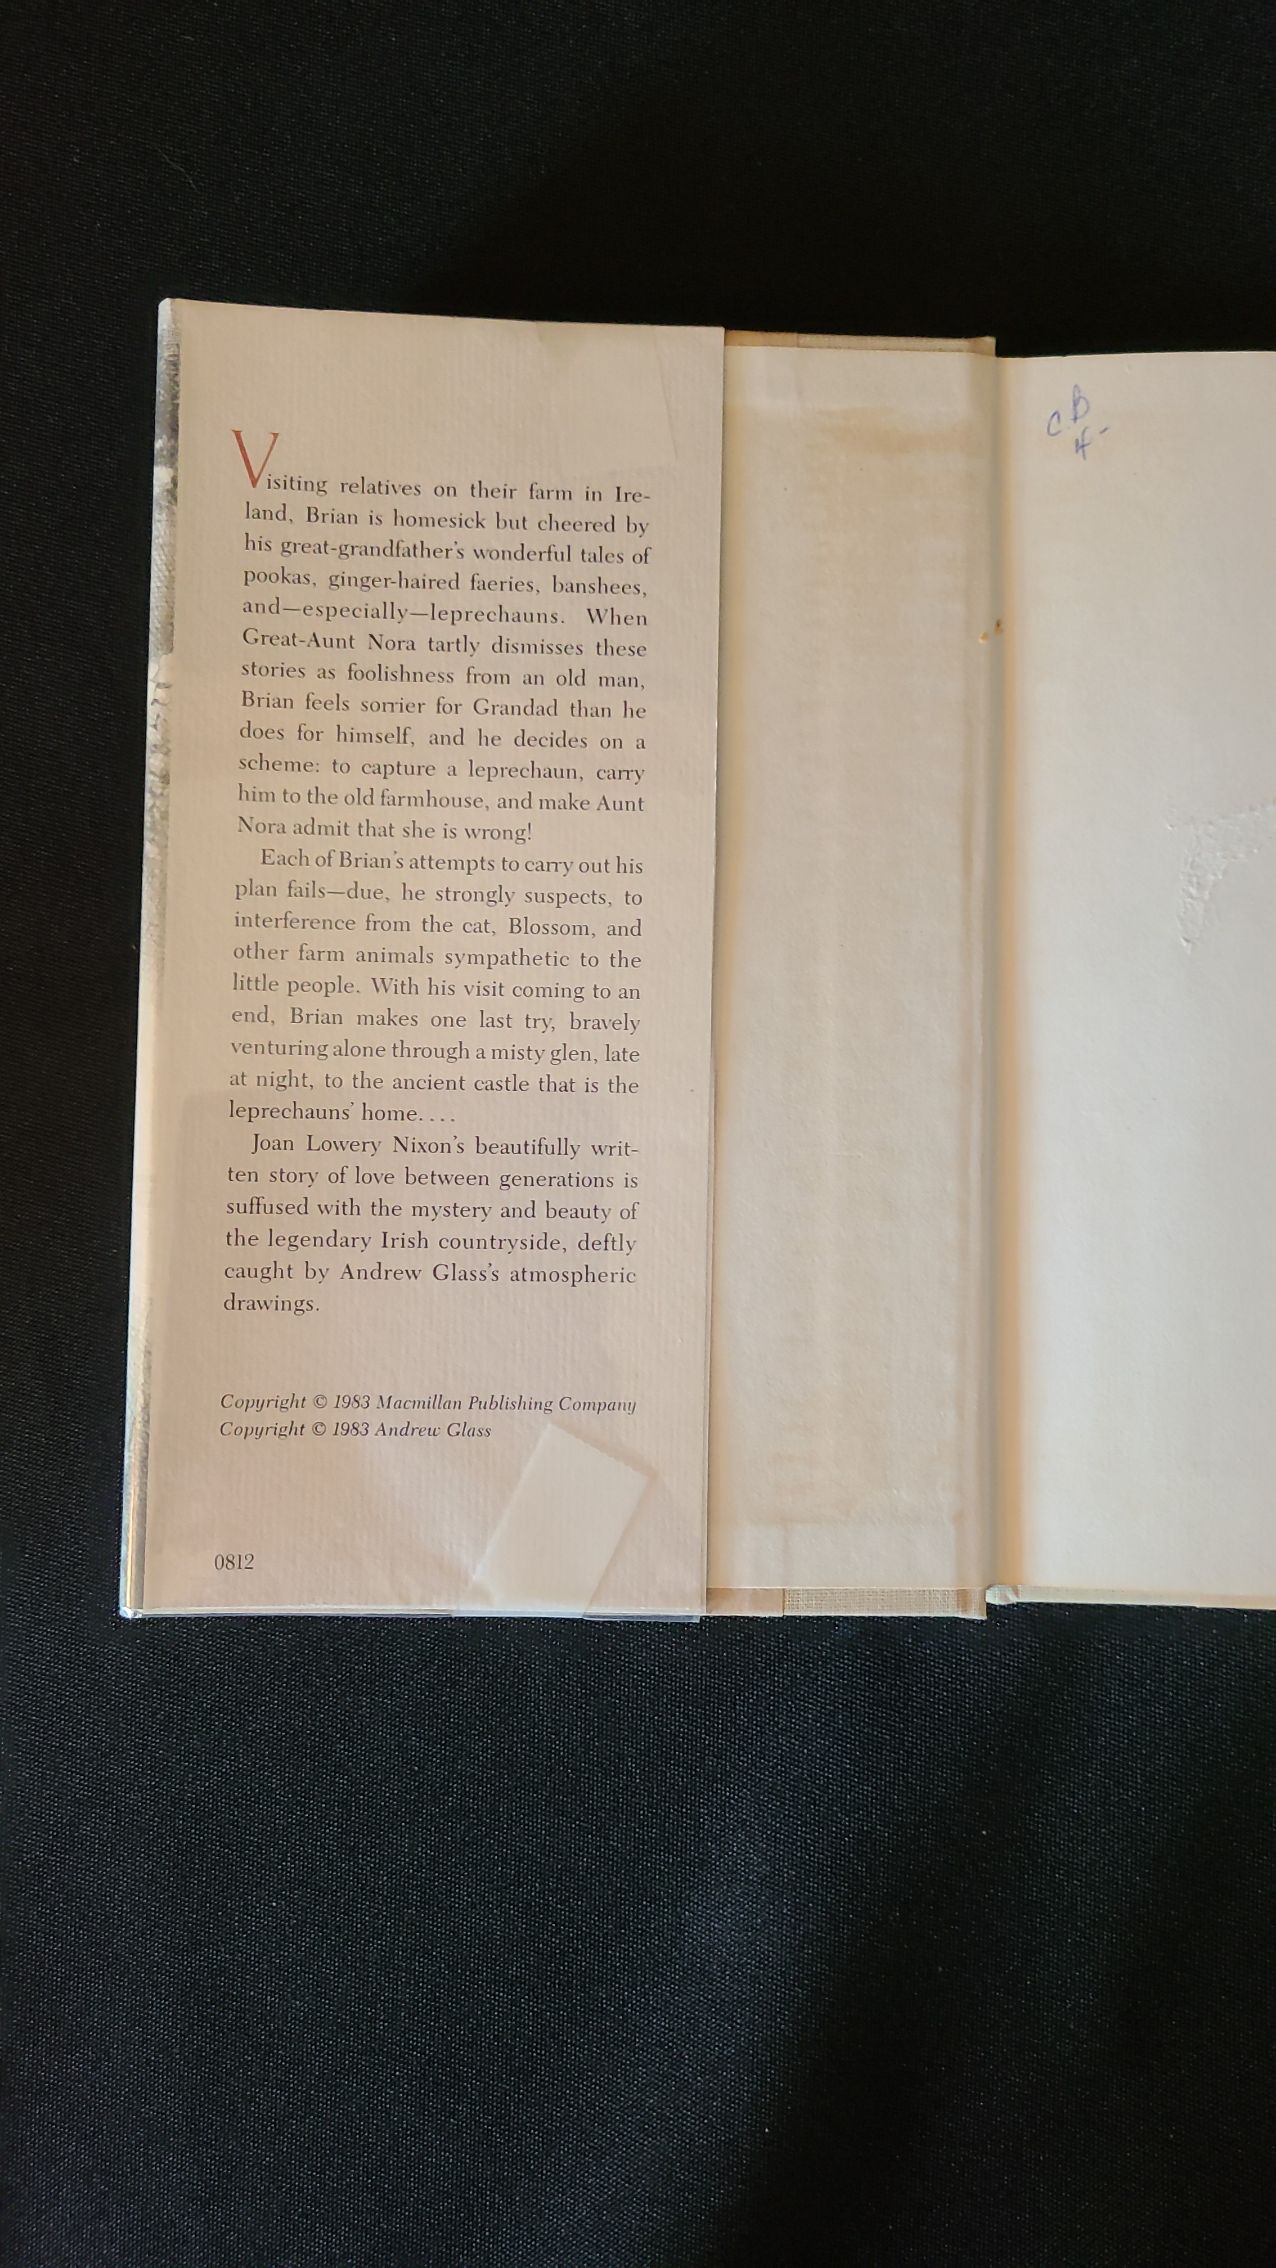 Visiting relatives on their farm in Ire-
land, Brian is homesick but cheered by
his great-grandfather's wonderful tales of
pookas, ginger-haired faeries, banshees,
and—especially—leprechauns. When
Great-Aunt Nora tartly dismisses these
stories as foolishness from an old man,
Brian feels sorrier for Grandad than he
does for himself, and he decides on a
scheme: to capture a leprechaun, carry
him to the old farmhouse, and make Aunt
Nora admit that she is wrong!
Each of Brian's attempts to carry out his
plan fails—due, he strongly suspects, to
interference from the cat, Blossom, and
other farm animals sympathetic to the
little people. With his visit coming to an
end, Brian makes one last try, bravely
venturing alone through a misty glen, late
at night, to the ancient castle that is the
leprechauns' home. . . .
Joan Lowery Nixon's beautifully writ-
ten story of love between generations is
suffused with the mystery and beauty of
the legendary Irish countryside, deftly
caught by Andrew Glass's atmospheric
drawings.
Copyright © 1983 Macmillan Publishing Company
Copyright © 1983 Andrew Glass
0812
CB
4-